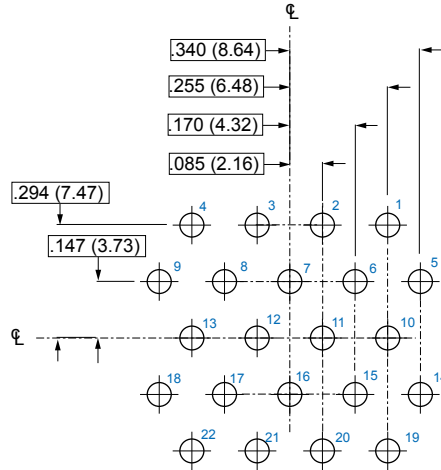 ℄
.340 (8.64)
.255 (6.48)
.170 (4.32)
.085 (2.16)
.294 (7.47)
4 3 2 1
.147 (3.73)
9 8 7 6 5
℄ 13 12 11 10
18 17 16 15 14
22 21 20 19